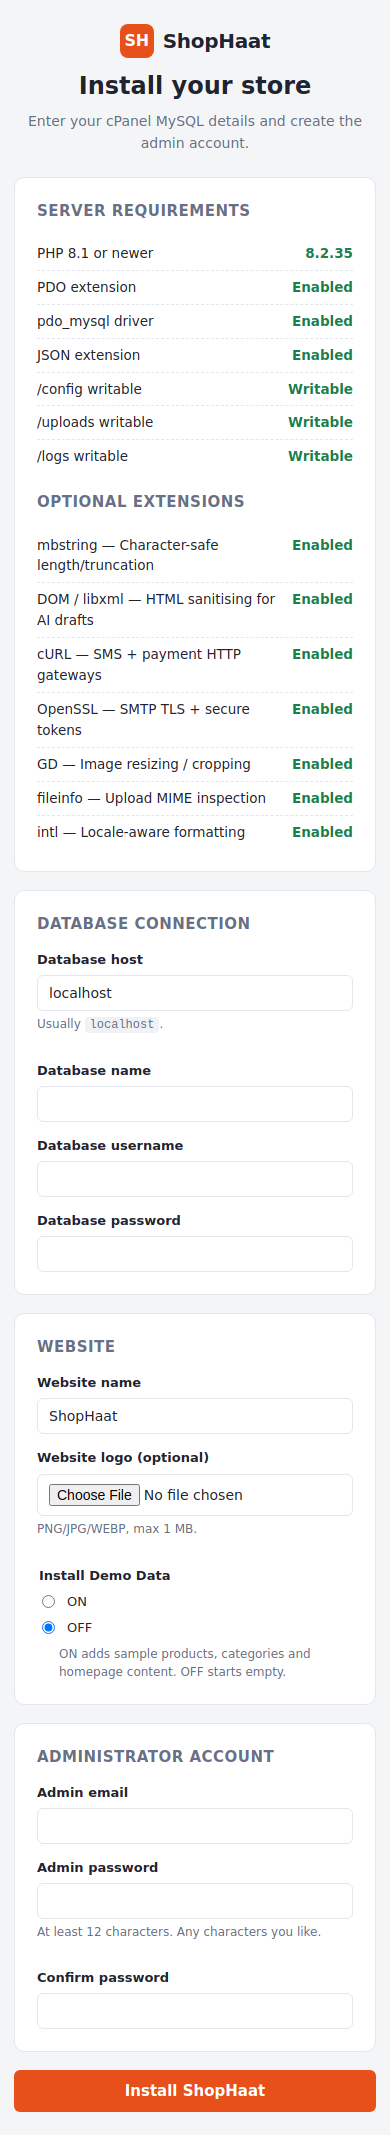 SH ShopHaat
Install your store
Enter your cPanel MySQL details and create the
admin account.
SERVER REQUIREMENTS
PHP 8.1 or newer 8.2.35
PDO extension Enabled
pdo_mysql driver Enabled
JSON extension Enabled
/config writable Writable
/uploads writable Writable
/logs writable Writable
OPTIONAL EXTENSIONS
mbstring — Character-safe Enabled
length/truncation
DOM / libxml — HTML sanitising for Enabled
AI drafts
cURL — SMS + payment HTTP Enabled
gateways
OpenSSL — SMTP TLS + secure Enabled
tokens
GD — Image resizing / cropping Enabled
fileinfo — Upload MIME inspection Enabled
intl — Locale-aware formatting Enabled
DATABASE CONNECTION
Database host
localhost
Usually localhost.
Database name
Database username
Database password
WEBSITE
Website name
ShopHaat
Website logo (optional)
Choose File No file chosen
PNG/JPG/WEBP, max 1 MB.
Install Demo Data
ON
OFF
ON adds sample products, categories and
homepage content. OFF starts empty.
ADMINISTRATOR ACCOUNT
Admin email
Admin password
At least 12 characters. Any characters you like.
Confirm password
Install ShopHaat